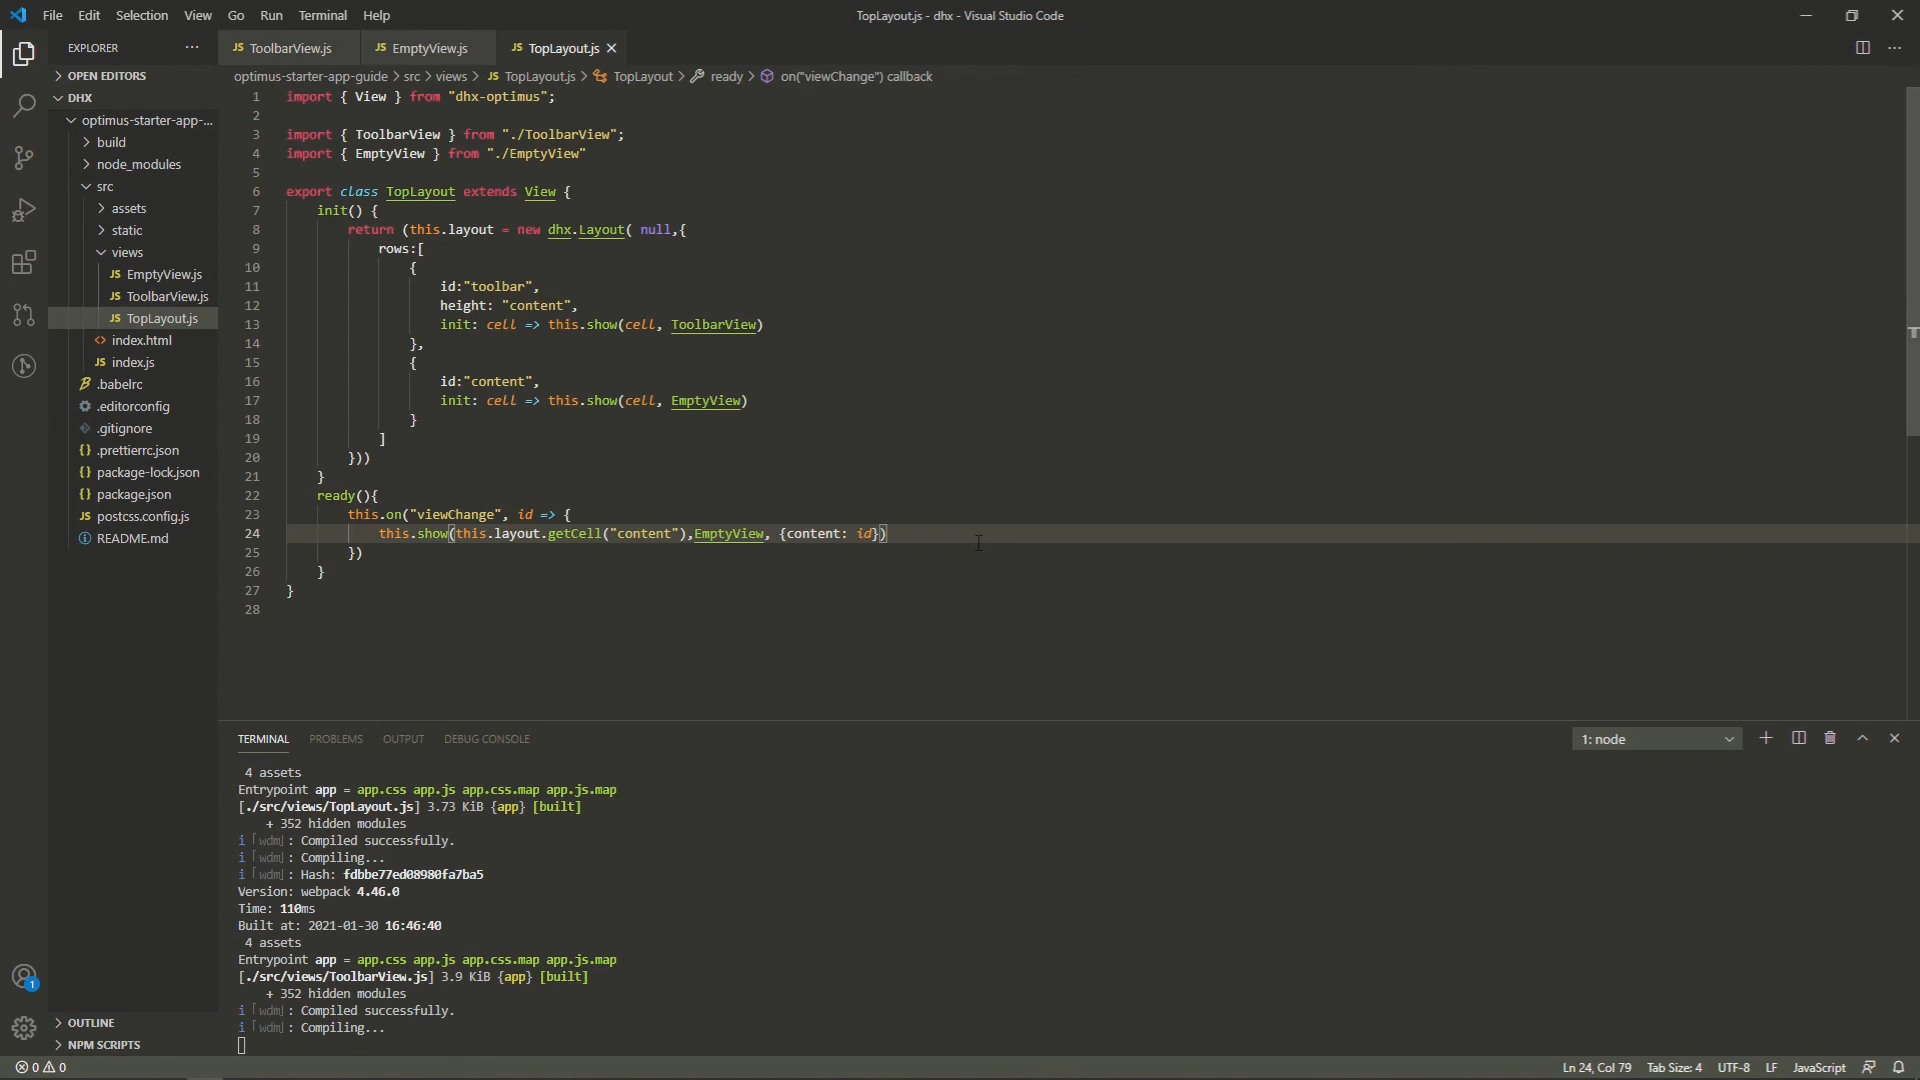 File Edit Selection View Go Run Terminal Help
TopLayout.js - dhx - Visual Studio Code
EXPLORER
OPEN EDITORS
DHX
optimus-starter-app-...
build
node_modules
src
assets
static
views
JS EmptyView.js
JS ToolbarView.js
JS TopLayout.js
<> index.html
JS index.js
.babelrc
.editorconfig
.gitignore
{} .prettierrc.json
{} package-lock.json
{} package.json
JS postcss.config.js
README.md
OUTLINE
NPM SCRIPTS
JS ToolbarView.js JS EmptyView.js JS TopLayout.js
optimus-starter-app-guide > src > views > JS TopLayout.js > TopLayout > ready > on("viewChange") callback
1 import { View } from "dhx-optimus";
2
3 import { ToolbarView } from "./ToolbarView";
4 import { EmptyView } from "./EmptyView"
5
6 export class TopLayout extends View {
7 init() {
8 return (this.layout = new dhx.Layout( null,{
9 rows:[
10 {
11 id:"toolbar",
12 height: "content",
13 init: cell => this.show(cell, ToolbarView)
14 },
15 {
16 id:"content",
17 init: cell => this.show(cell, EmptyView)
18 }
19 ]
20 }))
21 }
22 ready(){
23 this.on("viewChange", id => {
24 this.show(this.layout.getCell("content"),EmptyView, {content: id})
25 })
26 }
27 }
28
TERMINAL PROBLEMS OUTPUT DEBUG CONSOLE
1: node
4 assets
Entrypoint app = app.css app.js app.css.map app.js.map
[./src/views/TopLayout.js] 3.73 KiB {app} [built]
+ 352 hidden modules
i ｢wdm｣: Compiled successfully.
i ｢wdm｣: Compiling...
i ｢wdm｣: Hash: fdbbe77ed08980fa7ba5
Version: webpack 4.46.0
Time: 110ms
Built at: 2021-01-30 16:46:40
4 assets
Entrypoint app = app.css app.js app.css.map app.js.map
[./src/views/ToolbarView.js] 3.9 KiB {app} [built]
+ 352 hidden modules
i ｢wdm｣: Compiled successfully.
i ｢wdm｣: Compiling...
1
0 0
Ln 24, Col 79 Tab Size: 4 UTF-8 LF JavaScript